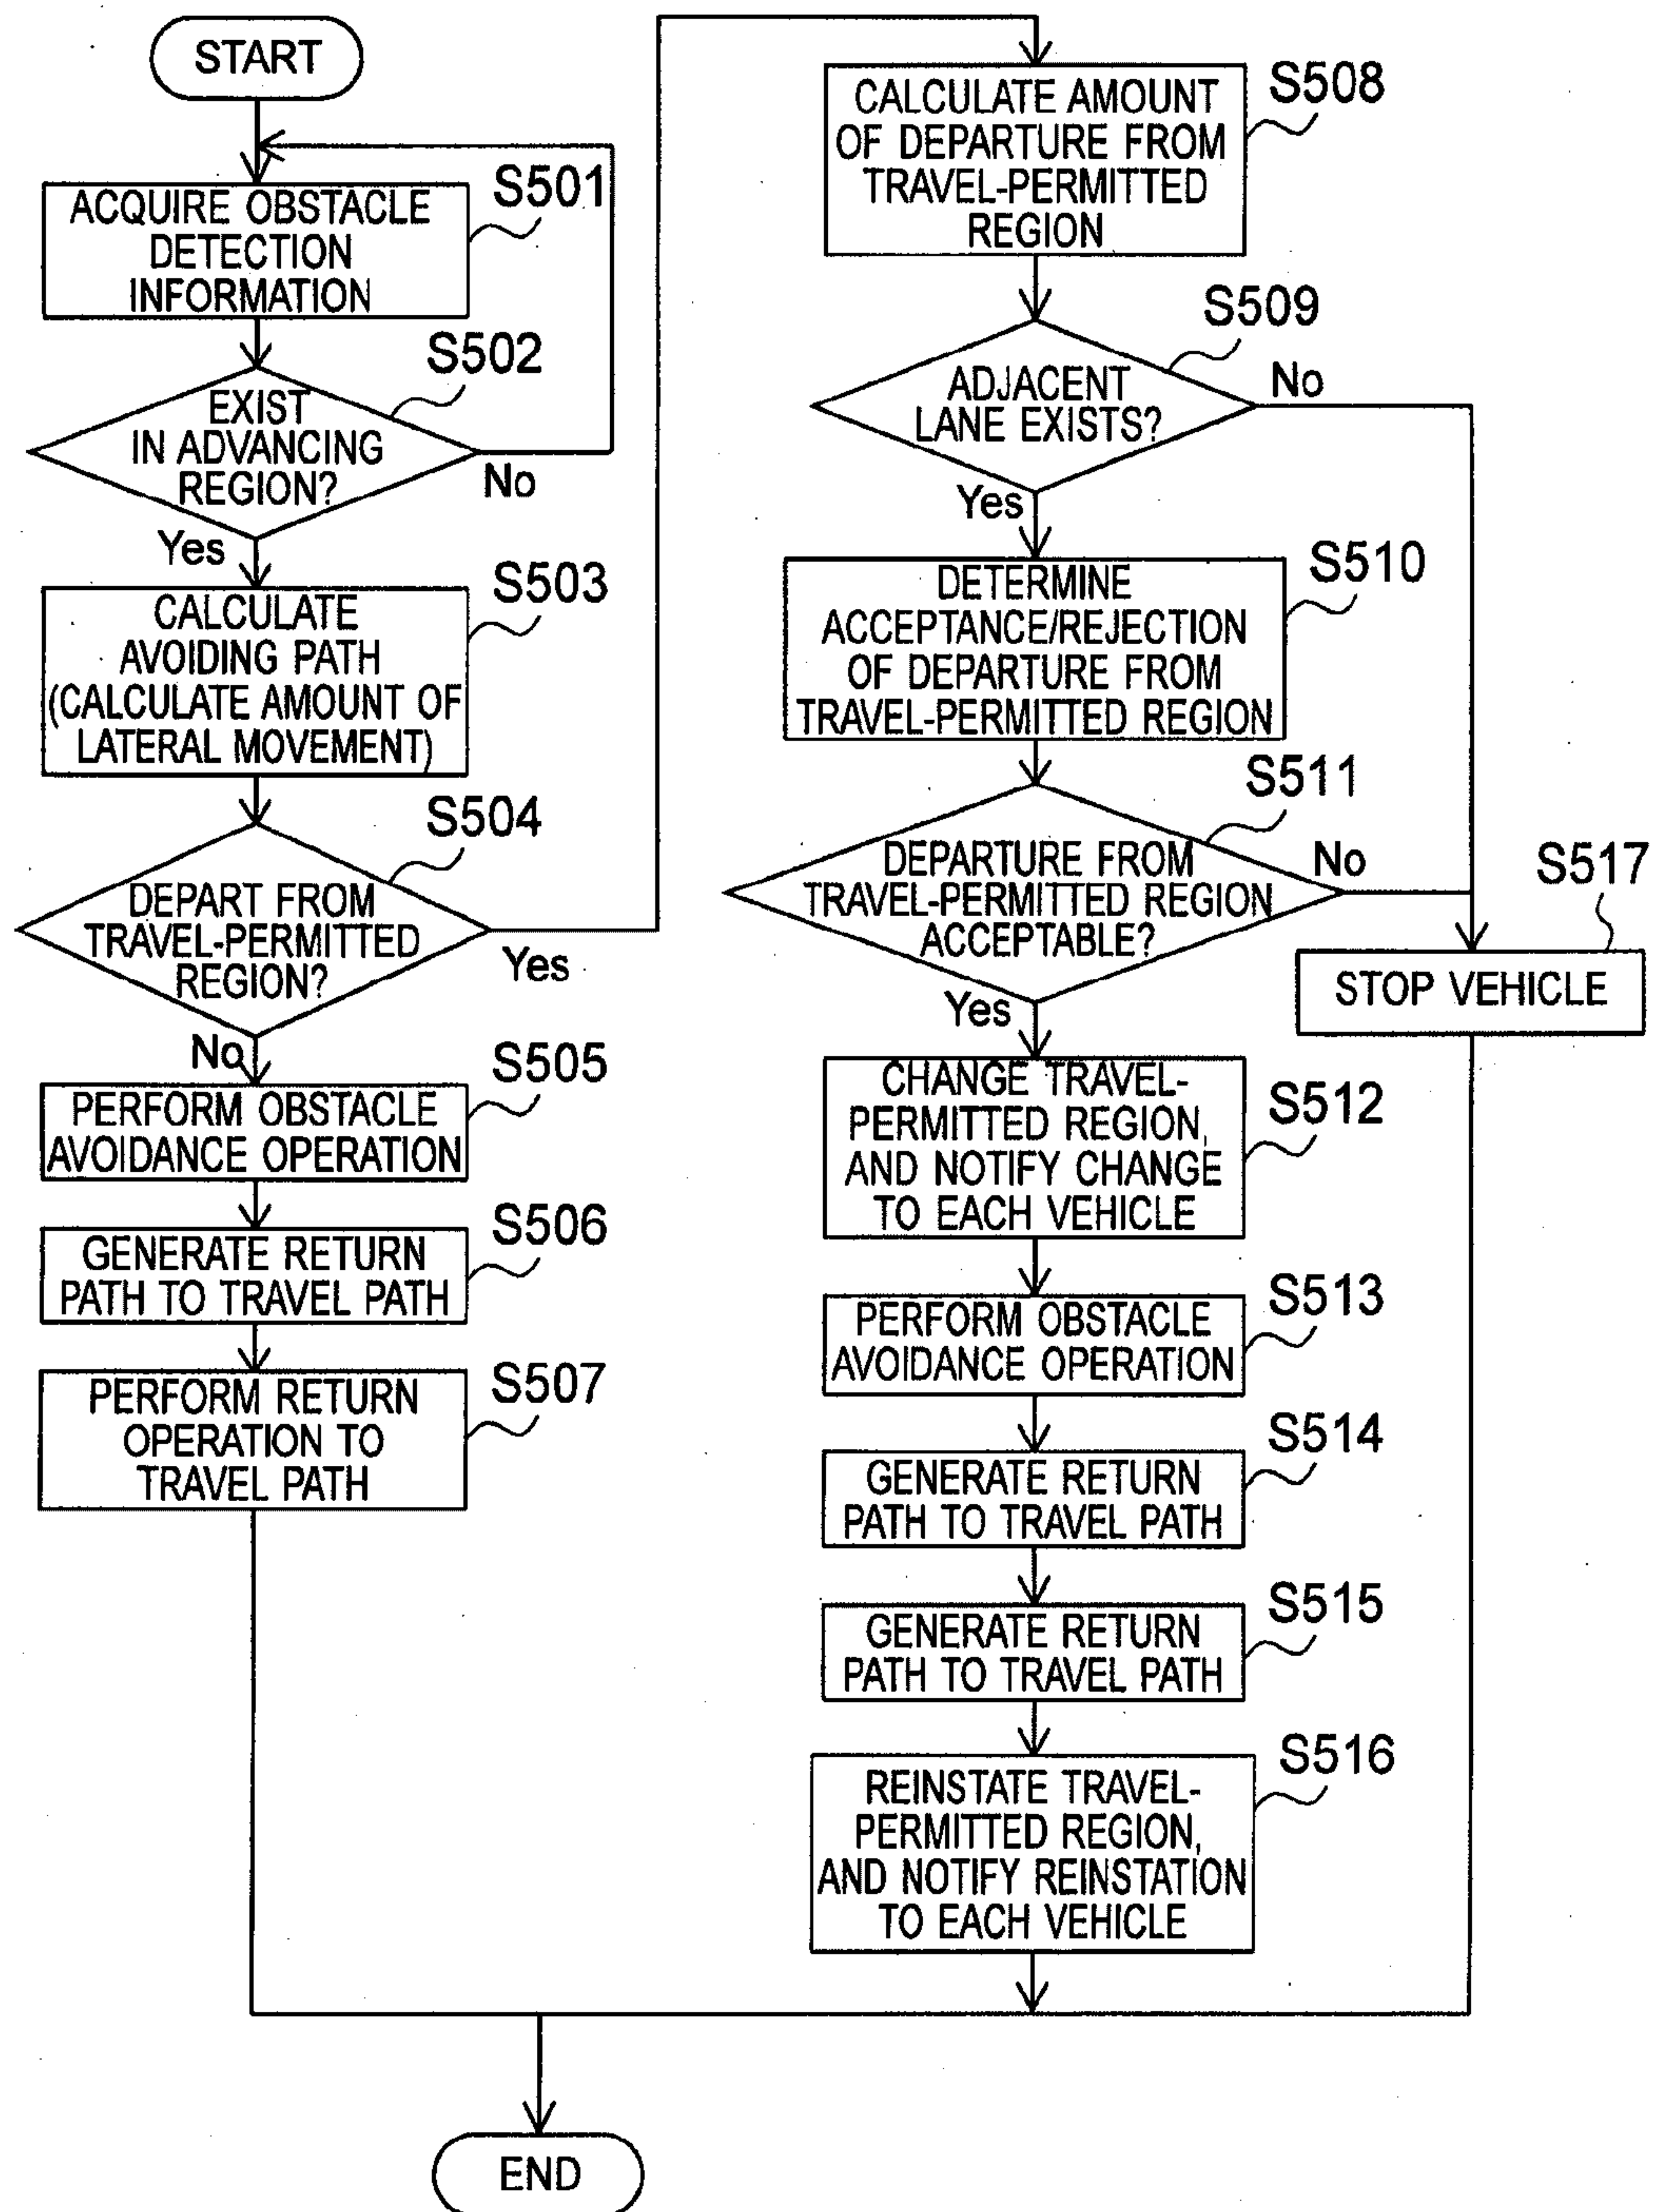 START
ACQUIRE OBSTACLE
DETECTION
INFORMATION
S501
EXIST
IN ADVANCING
REGION?
S502
No
Yes
CALCULATE
AVOIDING PATH
(CALCULATE AMOUNT OF
LATERAL MOVEMENT)
S503
DEPART FROM
TRAVEL-PERMITTED
REGION?
S504
Yes
No
PERFORM OBSTACLE
AVOIDANCE OPERATION
S505
GENERATE RETURN
PATH TO TRAVEL PATH
S506
PERFORM RETURN
OPERATION TO
TRAVEL PATH
S507
CALCULATE AMOUNT
OF DEPARTURE FROM
TRAVEL-PERMITTED
REGION
S508
ADJACENT
LANE EXISTS?
S509
No
Yes
DETERMINE
ACCEPTANCE/REJECTION
OF DEPARTURE FROM
TRAVEL-PERMITTED REGION
S510
DEPARTURE FROM
TRAVEL-PERMITTED REGION
ACCEPTABLE?
S511
No
Yes
STOP VEHICLE
S517
CHANGE TRAVEL-
PERMITTED REGION,
AND NOTIFY CHANGE
TO EACH VEHICLE
S512
PERFORM OBSTACLE
AVOIDANCE OPERATION
S513
GENERATE RETURN
PATH TO TRAVEL PATH
S514
GENERATE RETURN
PATH TO TRAVEL PATH
S515
REINSTATE TRAVEL-
PERMITTED REGION,
AND NOTIFY REINSTATION
TO EACH VEHICLE
S516
END